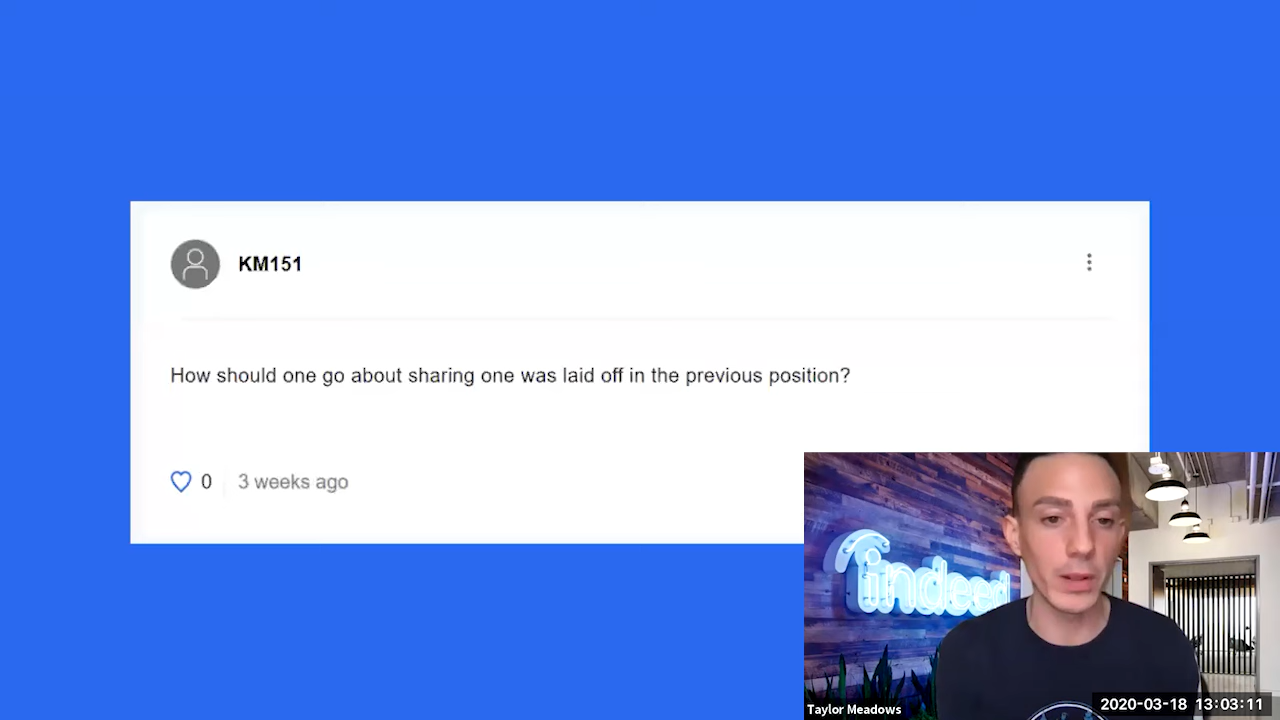 KM151
How should one go about sharing one was laid off in the previous position?
0
3 weeks ago
indeed
Taylor Meadows
2020-03-18 13:03:11